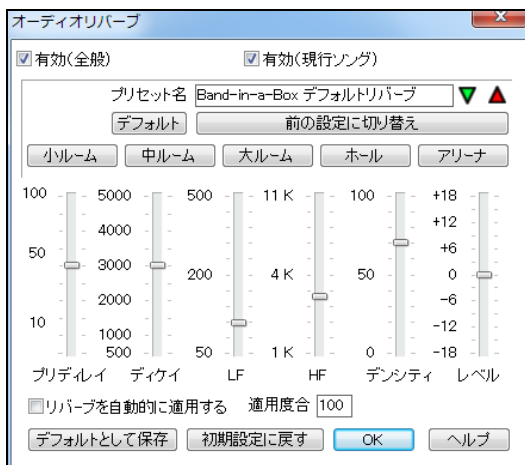 オーディオリバーブ
有効(全般) 有効(現行ソング)
プリセット名 Band-in-a-Box デフォルトリバーブ
デフォルト 前の設定に切り替え
小ルーム 中ルーム 大ルーム ホール アリーナ
100 5000 500 11 K 100 +18
4000 +12
50 +6
3000 200 4 K 50 0
2000 -6
10 -12
1000
500 50 1 K 0 -18
プリディレイ ディケイ LF HF デンシティ レベル
リバーブを自動的に適用する 適用度合 100
デフォルトとして保存 初期設定に戻す OK ヘルプ